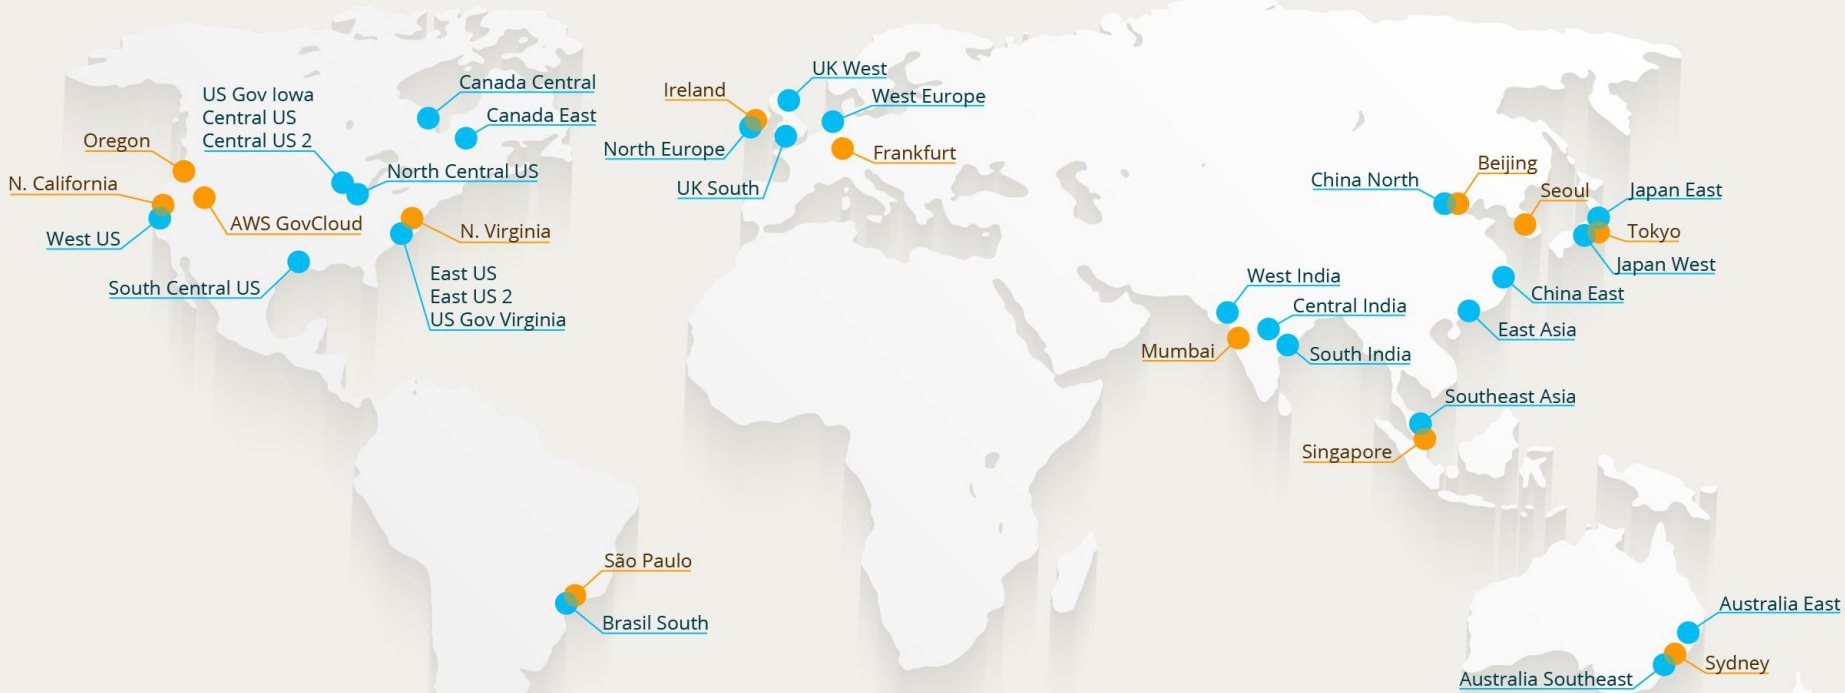 Canada Central
US Gov Iowa
Central US
Central US 2
Canada East
Oregon
North Central US
N. California
AWS GovCloud
West US
N. Virginia
South Central US
East US
East US 2
US Gov Virginia
São Paulo
Brasil South
UK West
Ireland
West Europe
North Europe
Frankfurt
UK South
Beijing
China North
Seoul
Japan East
Tokyo
Japan West
West India
China East
Central India
East Asia
Mumbai
South India
Southeast Asia
Singapore
Australia East
Sydney
Australia Southeast